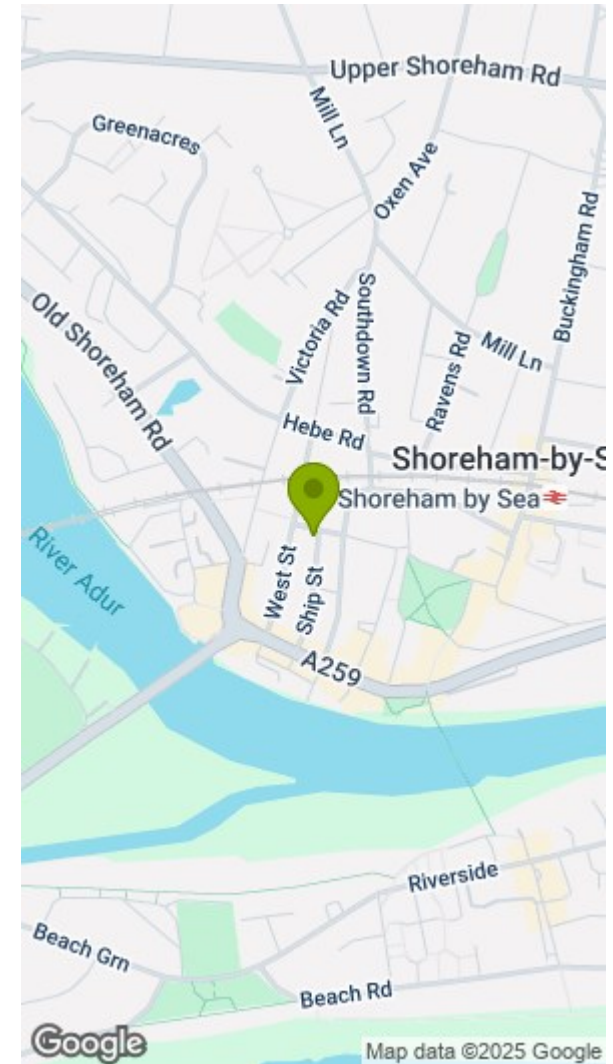 Upper Shoreham Rd
Mill Ln
Greenacres
Oxen Ave
Buckingham Rd
Old Shoreham Rd
Victoria Rd
Southdown Rd
Ravens Rd
Mill Ln
Hebe Rd
Shoreham-by-S
Shoreham by Sea
River Adur
West St
Ship St
A259
Riverside
Beach Grn
Beach Rd
Google
Map data ©2025 Google